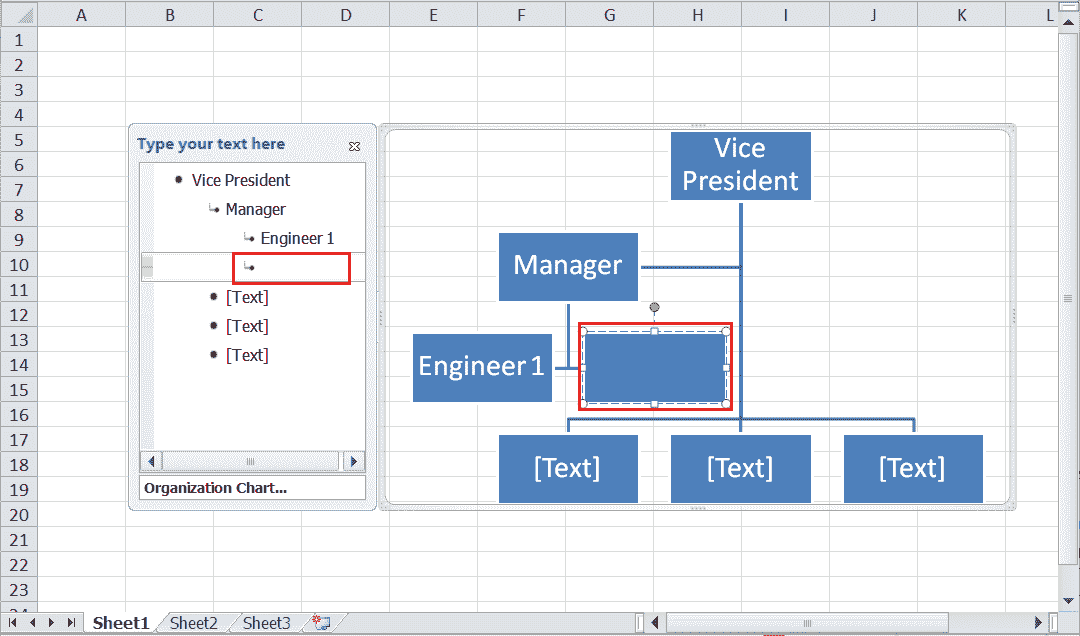 A B C D E F G H I J K L
1
2
3
4
5
6
7
8
9
10
11
12
13
14
15
16
17
18
19
20
21
22
23
24
Type your text here
Vice President
Manager
Engineer 1
[Text]
[Text]
[Text]
Organization Chart...
Vice
President
Manager
Engineer 1
[Text] [Text] [Text]
Sheet1 Sheet2 Sheet3